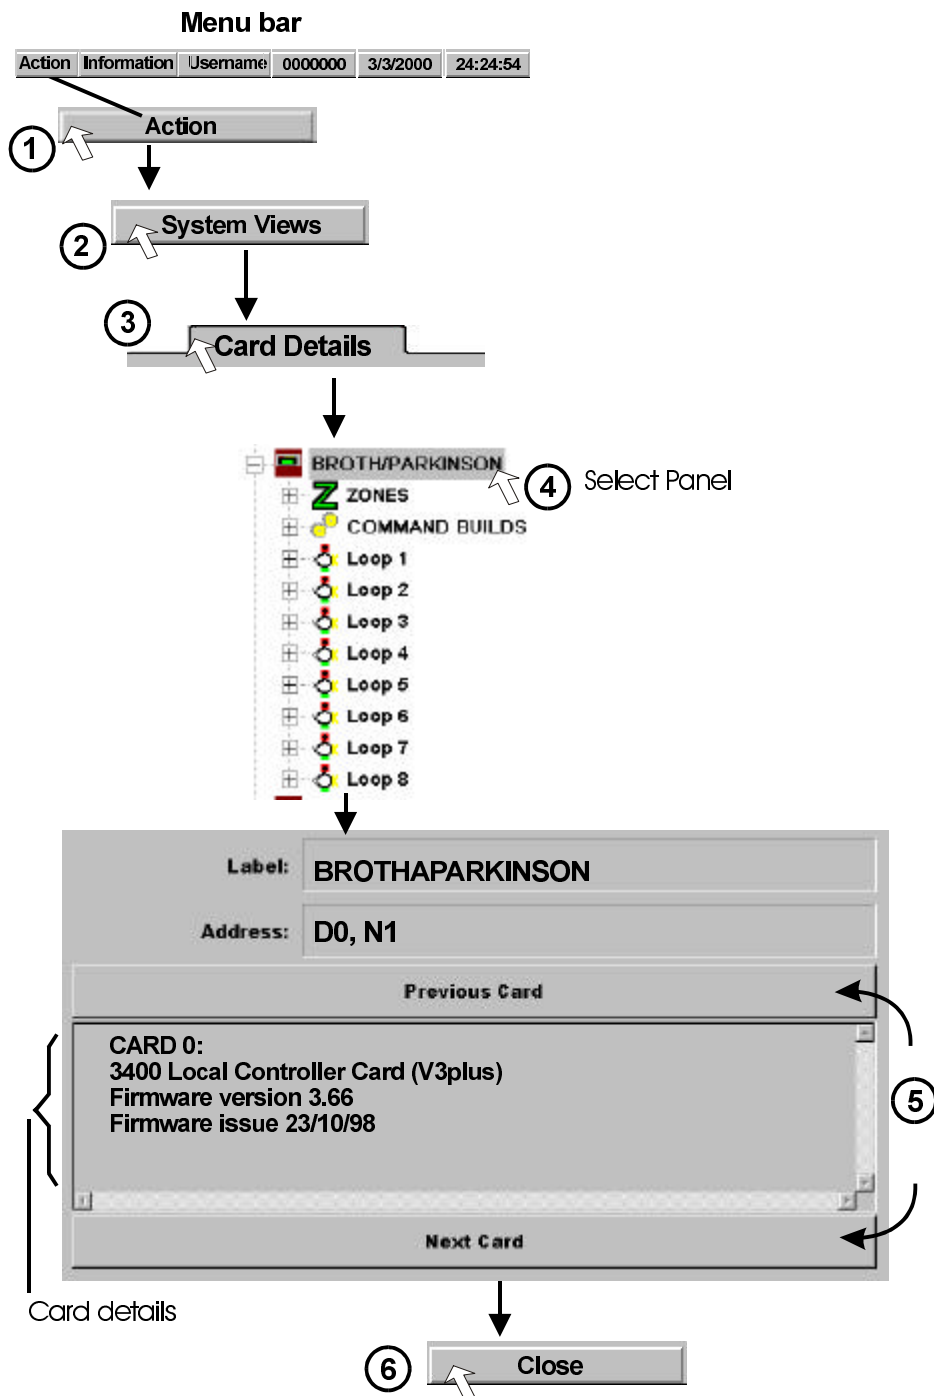 Menu bar
Action Information Username 0000000 3/3/2000 24:24:54
Action
1
System Views
2
3
Card Details
BROTH/PARKINSON
4 Select Panel
ZONES
COMMAND BUILDS
Loop 1
Loop 2
Loop 3
Loop 4
Loop 5
Loop 6
Loop 7
Loop 8
Label: BROTHAPARKINSON
Address: D0, N1
Previous Card
CARD 0:
3400 Local Controller Card (V3plus)
Firmware version 3.66
Firmware issue 23/10/98
5
Next Card
Card details
6 Close